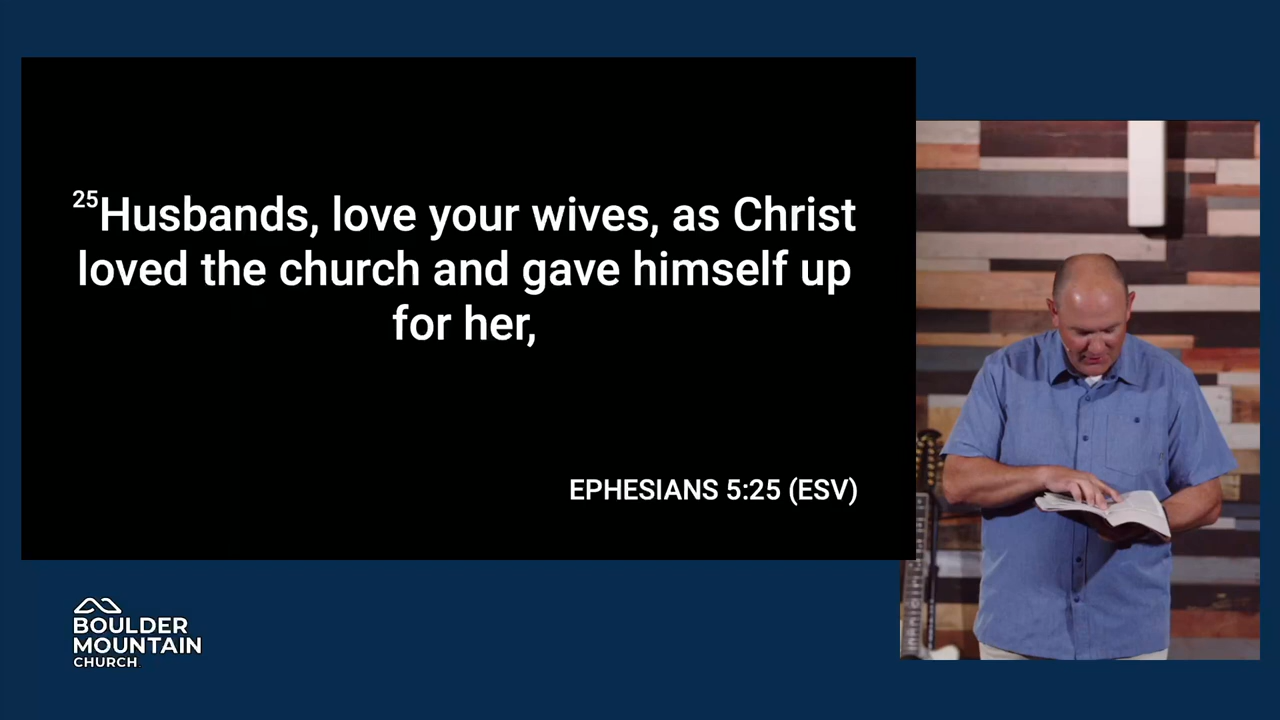 25Husbands, love your wives, as Christ
loved the church and gave himself up
for her,
EPHESIANS 5:25 (ESV)
BOULDER
MOUNTAIN
CHURCH